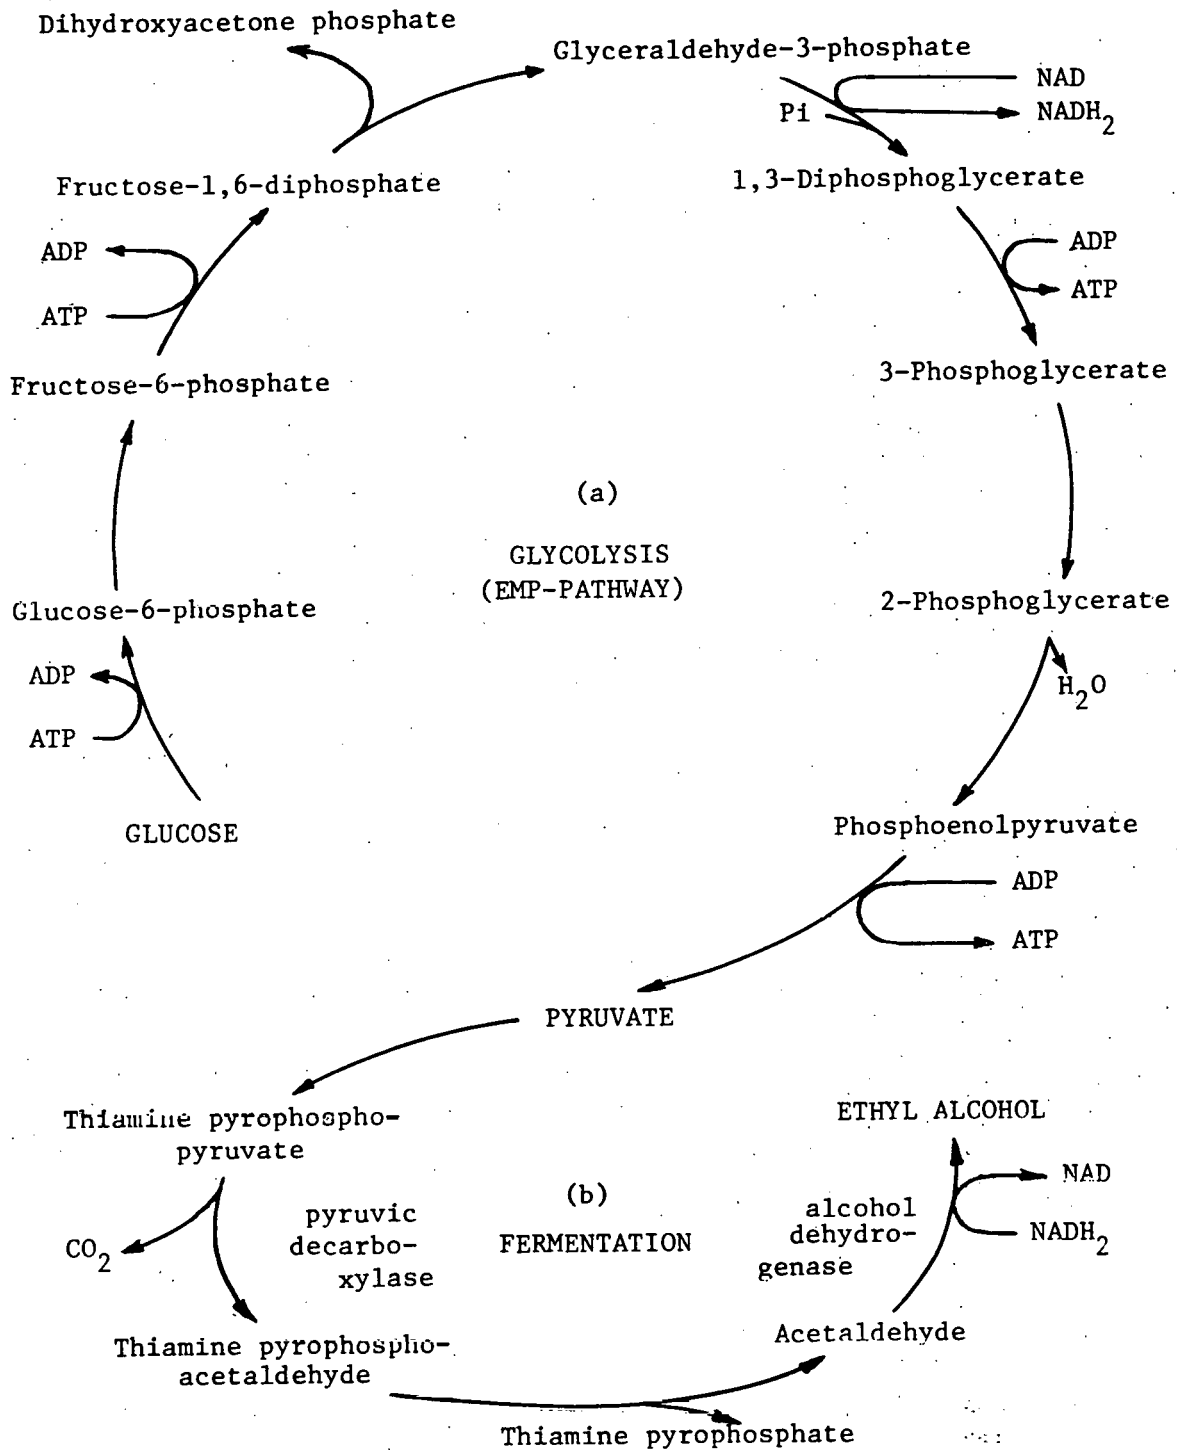 Dihydroxyacetone phosphate
Glyceraldehyde-3-phosphate
NAD
Pi
NADH2
Fructose-1,6-diphosphate
1,3-Diphosphoglycerate
ADP
ADP
ATP
ATP
Fructose-6-phosphate
3-Phosphoglycerate
(a)
GLYCOLYSIS
(EMP-PATHWAY)
Glucose-6-phosphate
2-Phosphoglycerate
ADP
H2O
ATP
GLUCOSE
Phosphoenolpyruvate
ADP
ATP
PYRUVATE
Thiamine pyrophospho-
pyruvate
ETHYL ALCOHOL
NAD
(b)
FERMENTATION
pyruvic
decarbo-
xylase
alcohol
dehydro-
genase
CO2
NADH2
Thiamine pyrophospho-
acetaldehyde
Acetaldehyde
Thiamine pyrophosphate